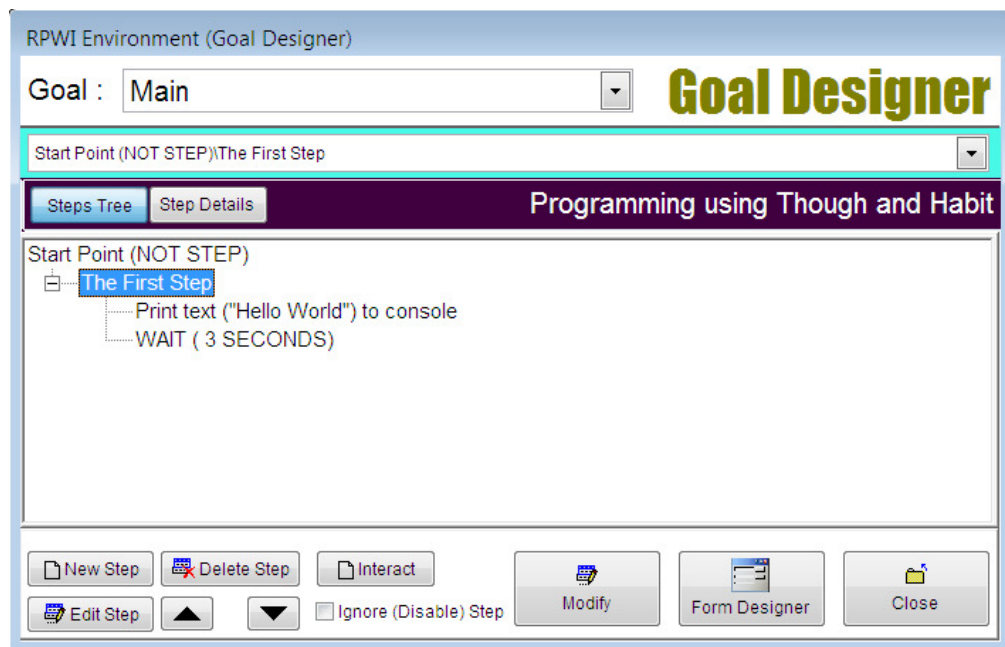 RPWI Environment (Goal Designer)
Goal : Main
Goal Designer
Start Point (NOT STEP)\The First Step
Steps Tree Step Details Programming using Though and Habit
Start Point (NOT STEP)
The First Step
Print text ("Hello World") to console
WAIT ( 3 SECONDS)
New Step Delete Step Interact
Edit Step Ignore (Disable) Step
Modify Form Designer Close